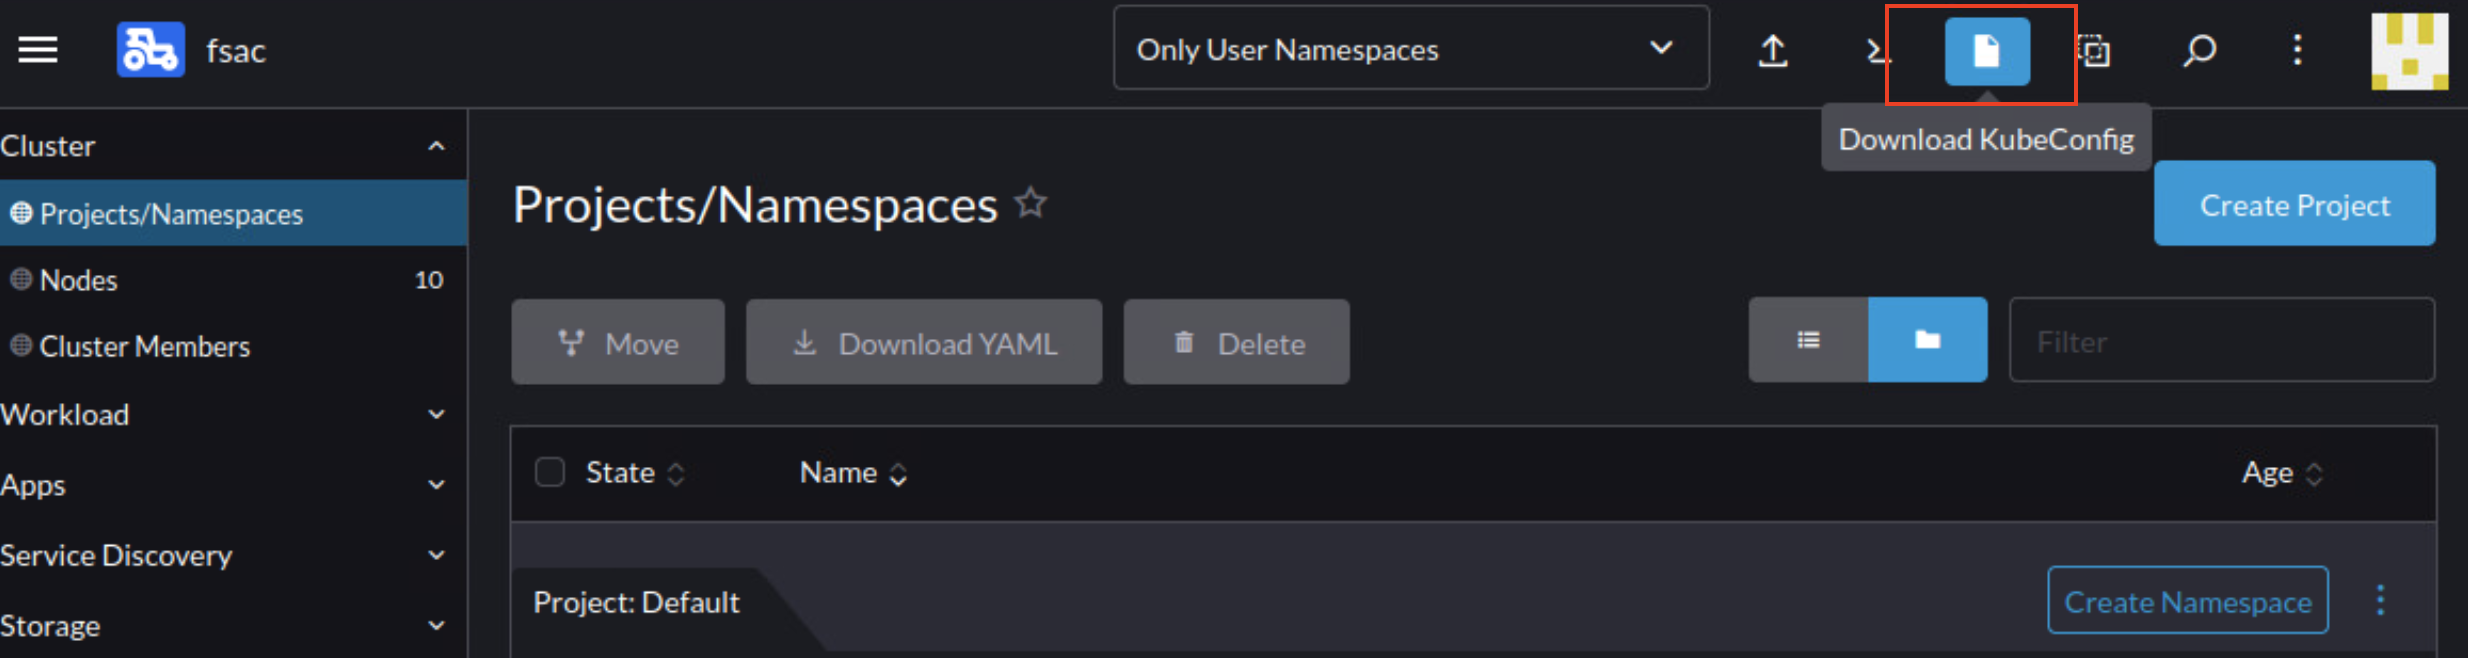 fsac
Only User Namespaces
Download KubeConfig
Cluster
Projects/Namespaces
Nodes 10
Cluster Members
Workload
Apps
Service Discovery
Storage
Projects/Namespaces
Create Project
Move
Download YAML
Delete
Filter
State Name Age
Project: Default
Create Namespace